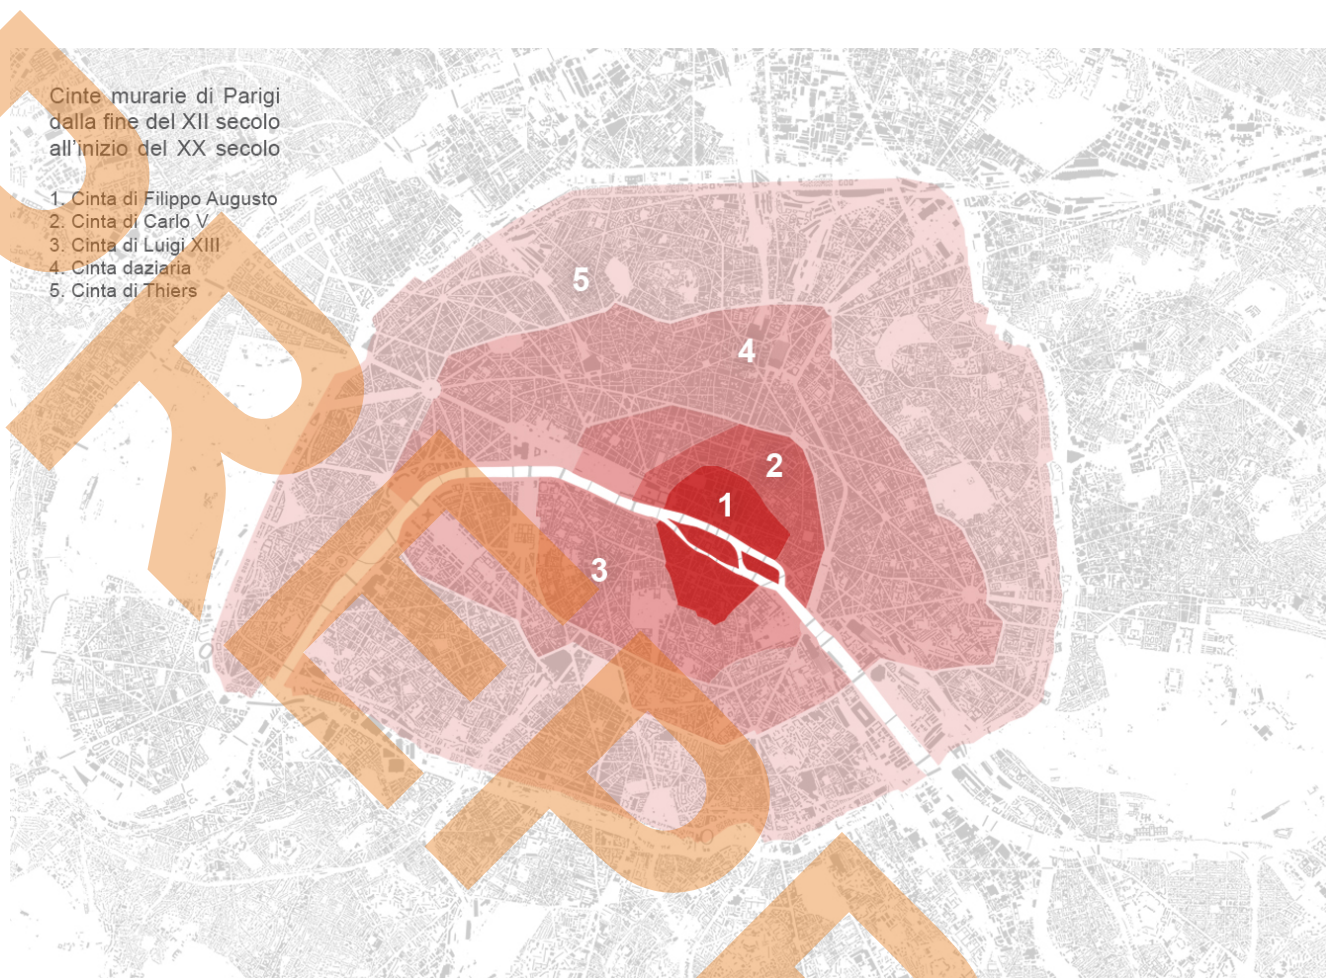 Cinte murarie di Parigi
dalla fine del XII secolo
all'inizio del XX secolo
1. Cinta di Filippo Augusto
2. Cinta di Carlo V
3. Cinta di Luigi XIII
4. Cinta daziaria
5. Cinta di Thiers
5
4
2
1
3
PREPR